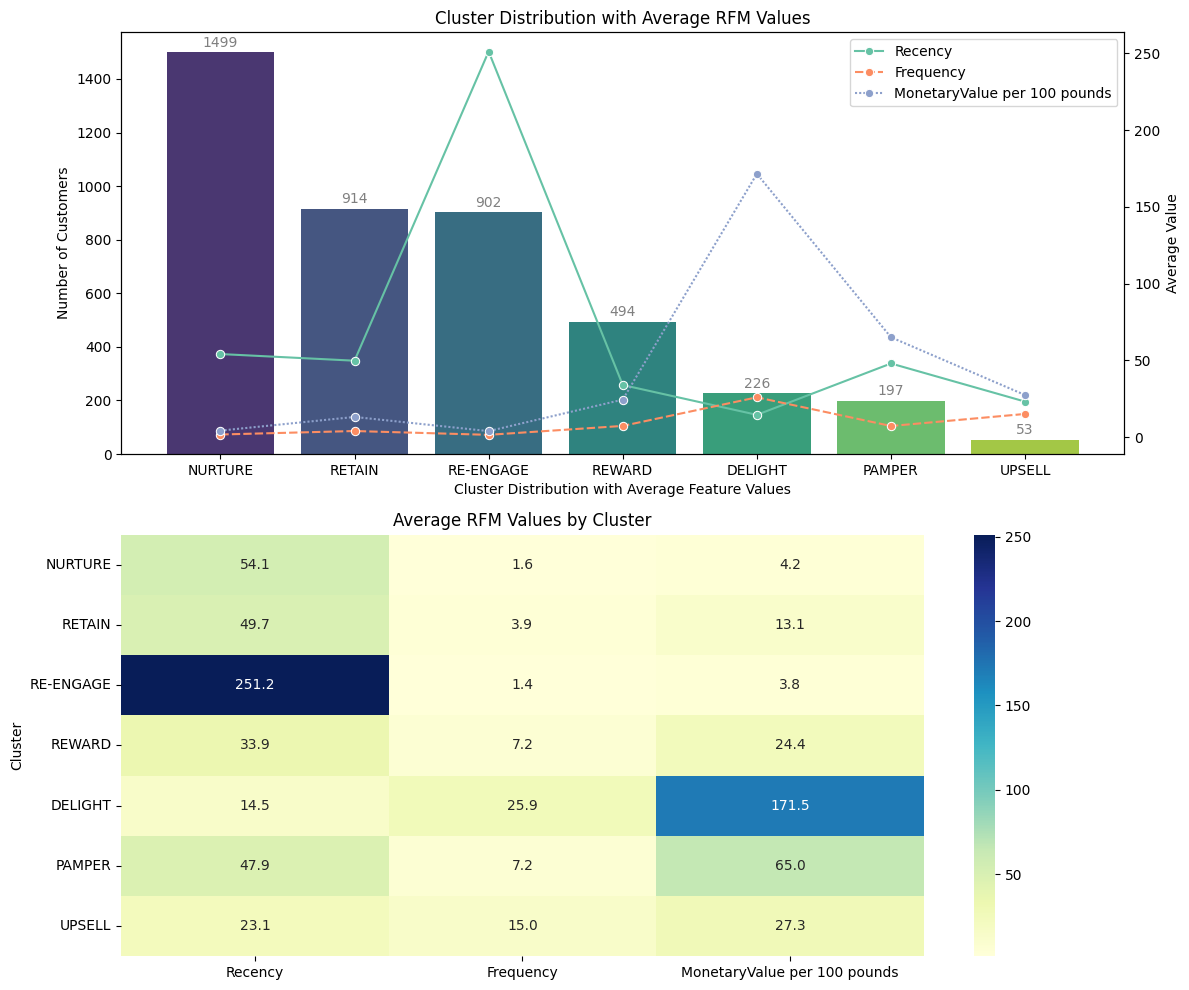 Cluster Distribution with Average RFM Values
Recency
Frequency
MonetaryValue per 100 pounds
Number of Customers
1400
1200
1000
800
600
400
200
0
1499
914
902
494
226
197
53
250
200
150
100
50
0
Average Value
NURTURE RETAIN RE-ENGAGE REWARD DELIGHT PAMPER UPSELL
Cluster Distribution with Average Feature Values
Average RFM Values by Cluster
Cluster
NURTURE 54.1 1.6 4.2
RETAIN 49.7 3.9 13.1
RE-ENGAGE 251.2 1.4 3.8
REWARD 33.9 7.2 24.4
DELIGHT 14.5 25.9 171.5
PAMPER 47.9 7.2 65.0
UPSELL 23.1 15.0 27.3
Recency Frequency MonetaryValue per 100 pounds
250
200
150
100
50